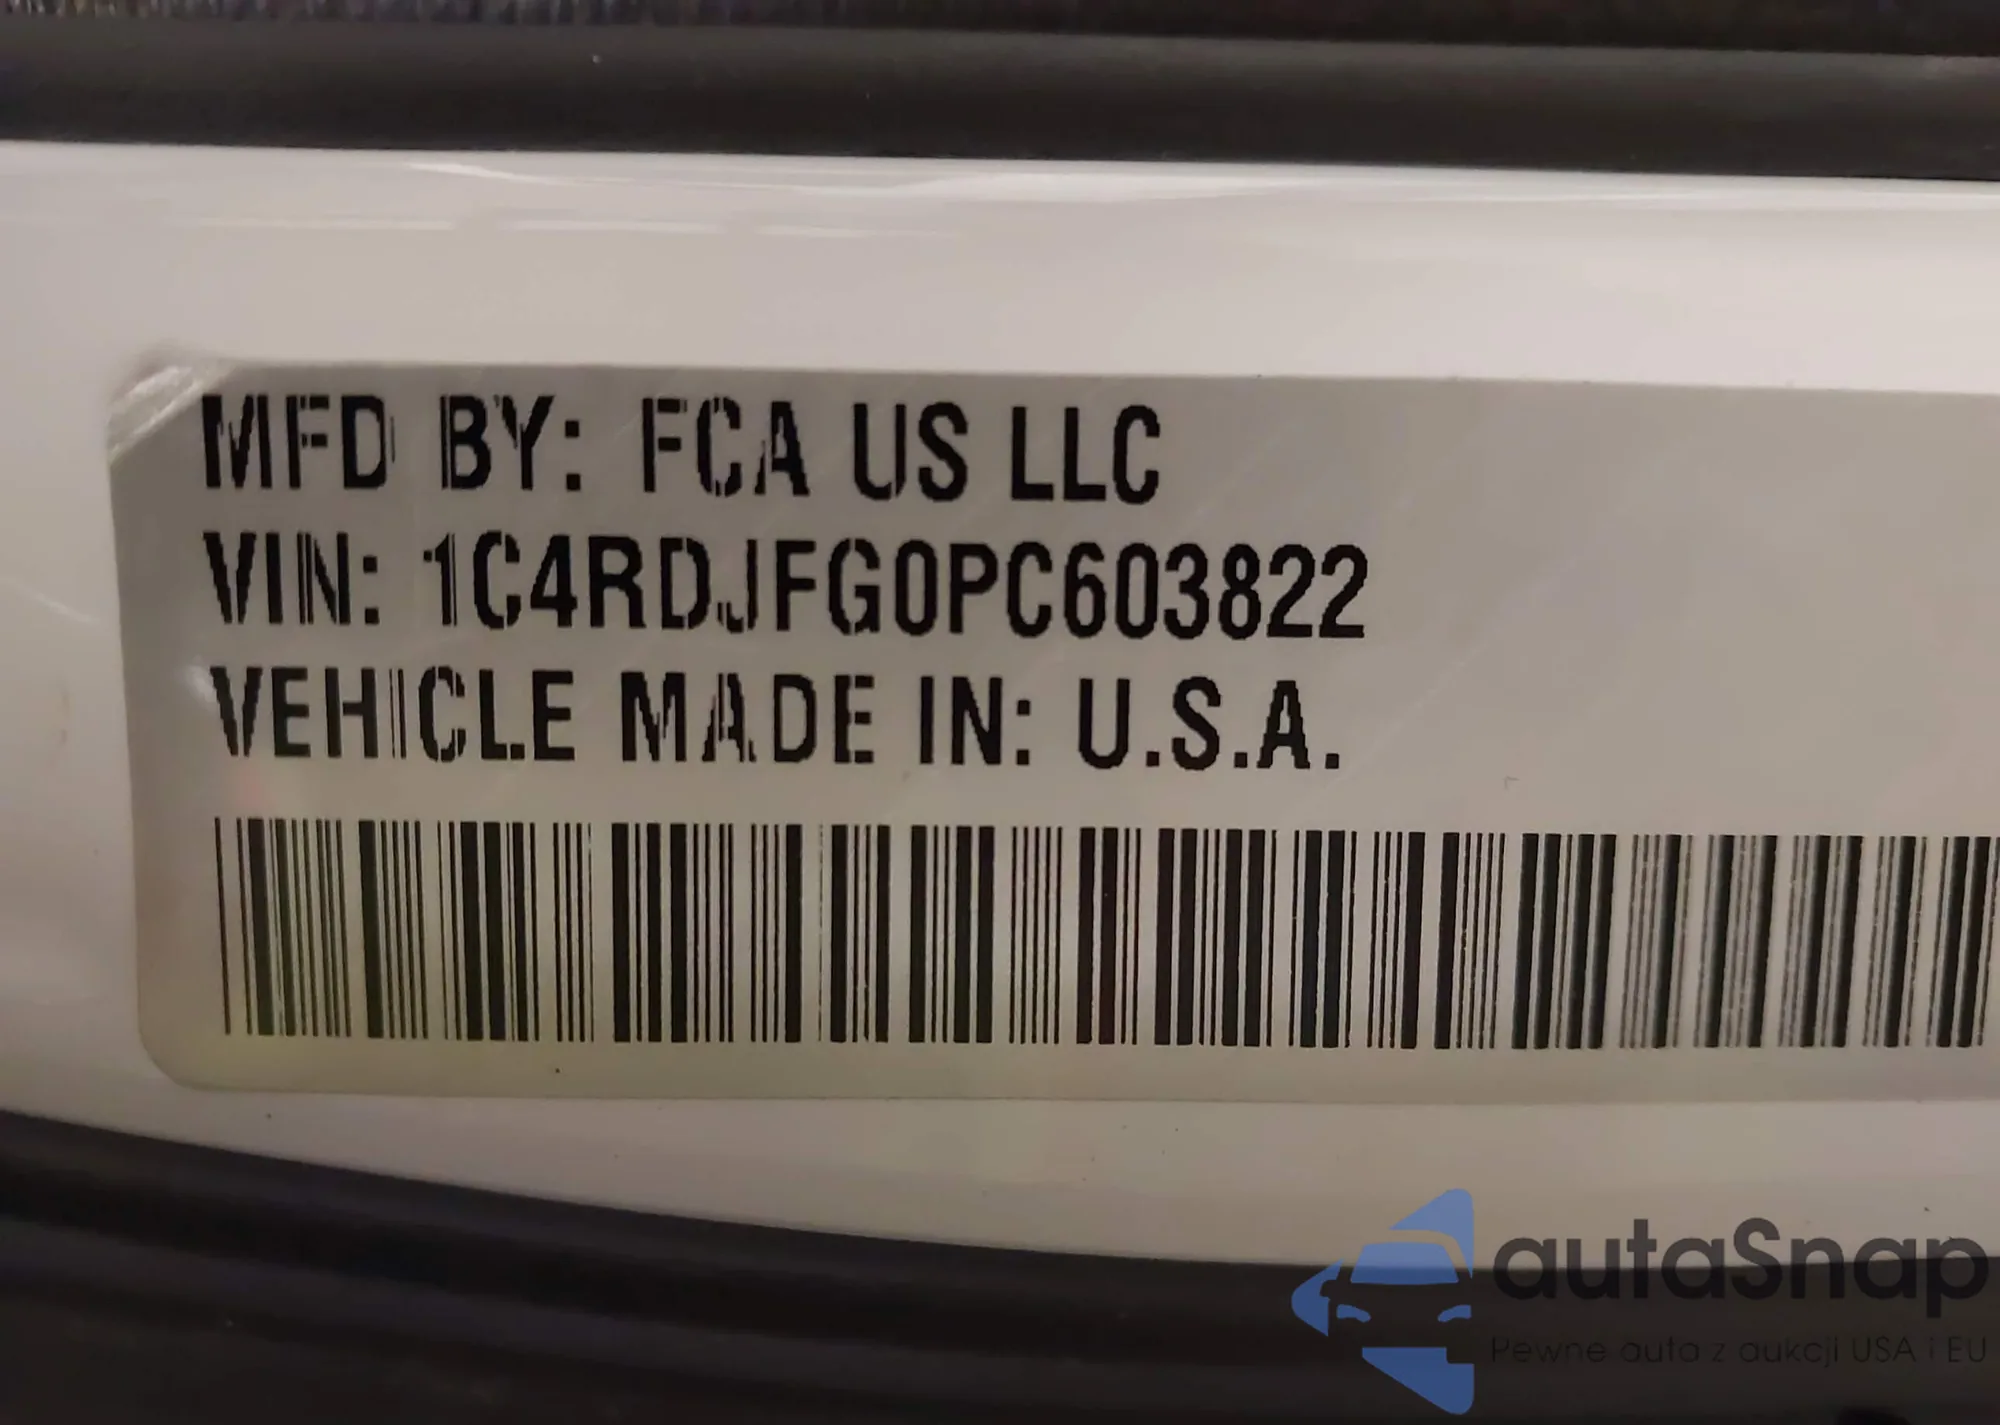 MFD BY: FCA US LLC
VIN: 1C4RDJFG0PC603822
VEHICLE MADE IN: U.S.A.
autaSnap
Pewne auta z aukcji USA i EU